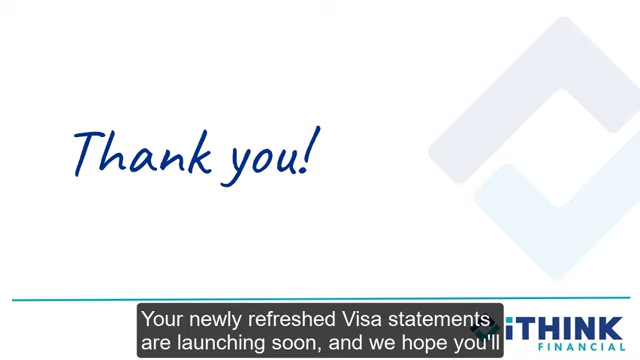 Thank you!
Your newly refreshed Visa statements
are launching soon, and we hope you'll
iTHINK
FINANCIAL